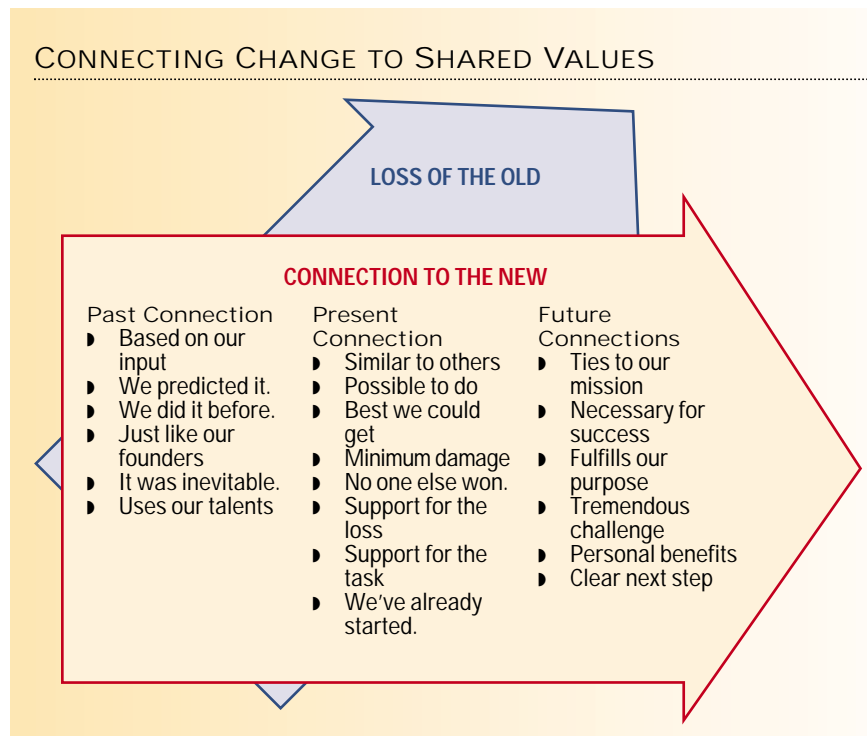 CONNECTING CHANGE TO SHARED VALUES
LOSS OF THE OLD
CONNECTION TO THE NEW
Past Connection
◗ Based on our
input
◗ We predicted it.
◗ We did it before.
◗ Just like our
founders
◗ It was inevitable.
◗ Uses our talents
Present
Connection
◗ Similar to others
◗ Possible to do
◗ Best we could
get
◗ Minimum damage
◗ No one else won.
◗ Support for the
loss
◗ Support for the
task
◗ We’ve already
started.
Future
Connections
◗ Ties to our
mission
◗ Necessary for
success
◗ Fulfills our
purpose
◗ Tremendous
challenge
◗ Personal benefits
◗ Clear next step